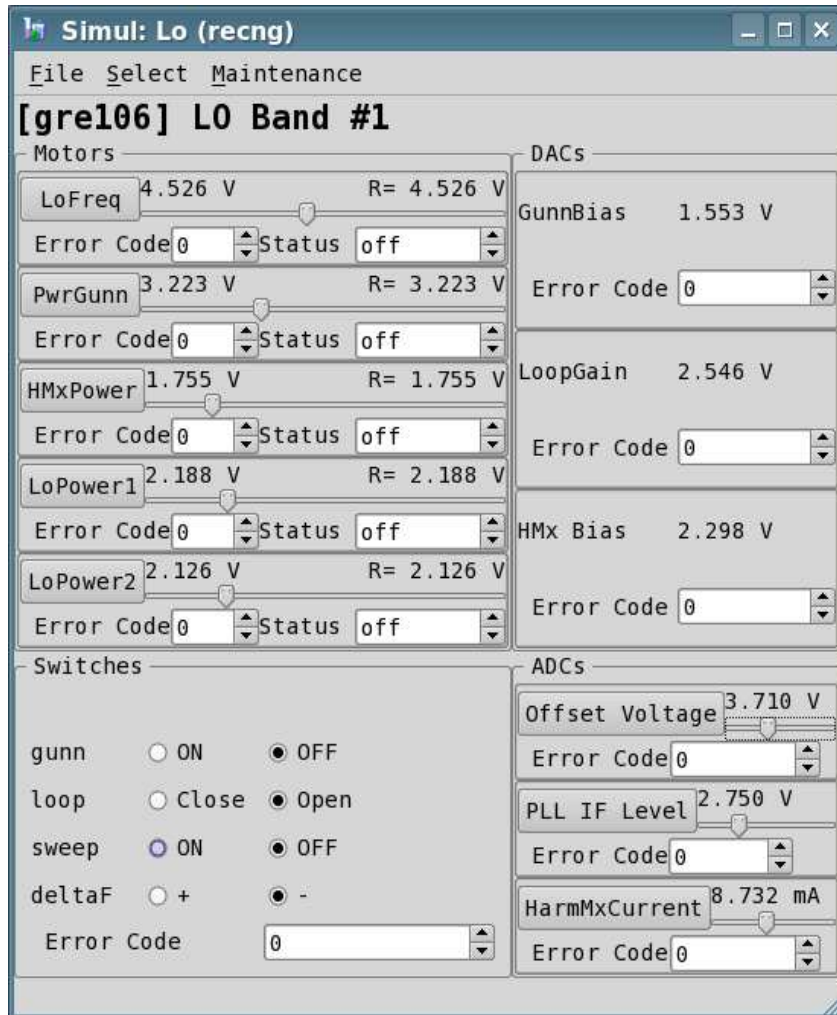 Simul: Lo (recng)
File Select Maintenance
[gre106] LO Band #1
Motors
LoFreq 4.526 V R= 4.526 V
Error Code 0 Status off
PwrGunn 3.223 V R= 3.223 V
Error Code 0 Status off
HMxPower 1.755 V R= 1.755 V
Error Code 0 Status off
LoPower1 2.188 V R= 2.188 V
Error Code 0 Status off
LoPower2 2.126 V R= 2.126 V
Error Code 0 Status off
DACs
GunnBias 1.553 V
Error Code 0
LoopGain 2.546 V
Error Code 0
HMx Bias 2.298 V
Error Code 0
Switches
gunn ON OFF
loop Close Open
sweep ON OFF
deltaF + -
Error Code 0
ADCs
Offset Voltage 3.710 V
Error Code 0
PLL IF Level 2.750 V
Error Code 0
HarmMxCurrent 8.732 mA
Error Code 0